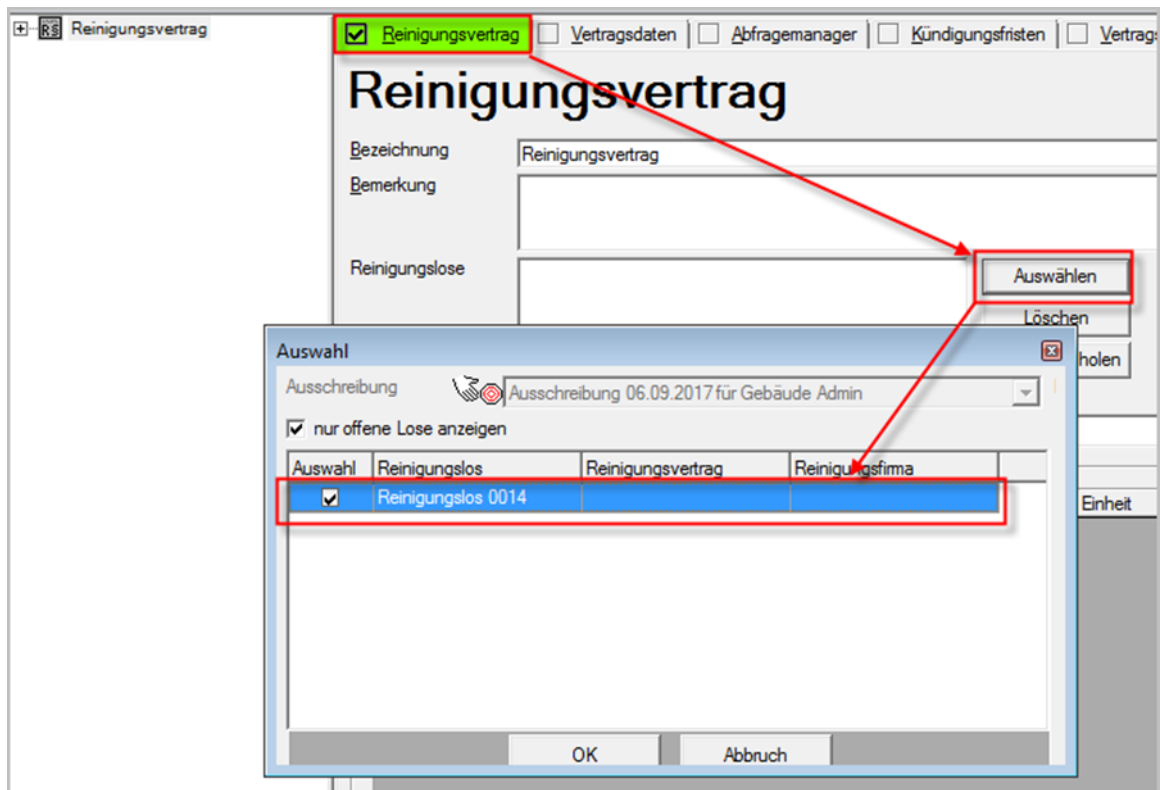 Reinigungsvertrag
Reinigungsvertrag Vertragsdaten Abfragemanager Kündigungsfristen Vertrags
Reinigungsvertrag
Bezeichnung Reinigungsvertrag
Bemerkung
Reinigungslose Auswählen
Löschen
holen
Auswahl
Ausschreibung Ausschreibung 06.09.2017 für Gebäude Admin
nur offene Lose anzeigen
Auswahl Reinigungslos Reinigungsvertrag Reinigungsfirma
Reinigungslos 0014
Einheit
OK Abbruch